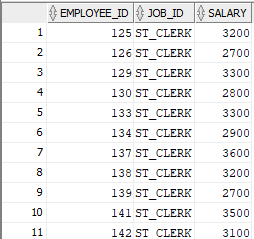 EMPLOYEE_ID JOB_ID SALARY
1 125 ST_CLERK 3200
2 126 ST_CLERK 2700
3 129 ST_CLERK 3300
4 130 ST_CLERK 2800
5 133 ST_CLERK 3300
6 134 ST_CLERK 2900
7 137 ST_CLERK 3600
8 138 ST_CLERK 3200
9 139 ST_CLERK 2700
10 141 ST_CLERK 3500
11 142 ST_CLERK 3100